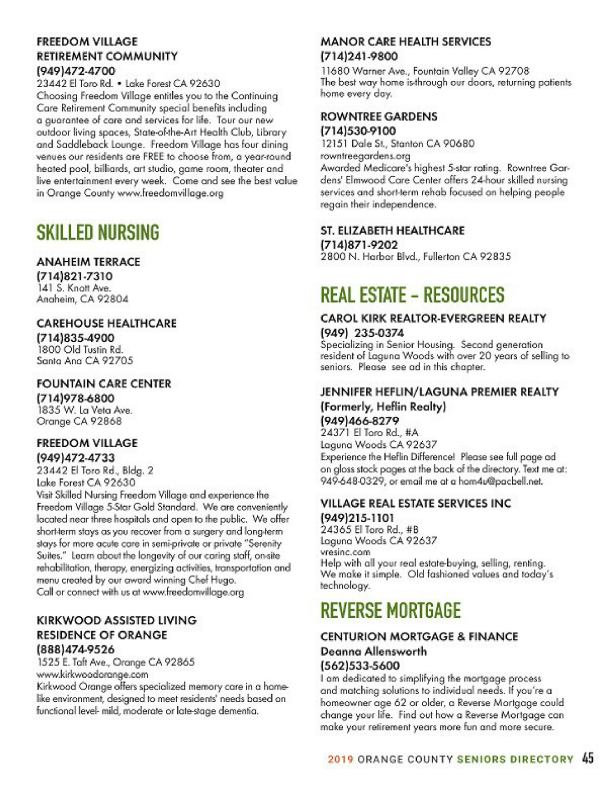 FREEDOM VILLAGE
RETIREMENT COMMUNITY
(949)472-4700
23442 El Toro Rd. • Lake Forest CA 92630
Choosing Freedom Village entitles you to the Continuing
Care Retirement Community special benefits including
a guarantee of care and services for life. Tour our new
outdoor living spaces, State-of-the-Art Health Club, Library
and Saddleback Lounge. Freedom Village has four dining
venues our residents are FREE to choose from, a year-round
heated pool, billiards, art studio, game room, theater and
live entertainment every week. Come and see the best value
in Orange County www.freedomvillage.org
SKILLED NURSING
ANAHEIM TERRACE
(714)821-7310
141 S. Knott Ave.
Anaheim, CA 92804
CAREHOUSE HEALTHCARE
(714)835-4900
1800 Old Tustin Rd.
Santa Ana CA 92705
FOUNTAIN CARE CENTER
(714)978-6800
1835 W. La Veta Ave.
Orange CA 92868
FREEDOM VILLAGE
(949)472-4733
23442 El Toro Rd., Bldg. 2
Lake Forest CA 92630
Visit Skilled Nursing Freedom Village and experience the
Freedom Village 5-Star Gold Standard. We are conveniently
located near three hospitals and open to the public. We offer
short-term stays as you recover from a surgery and long-term
stays for more acute care in semi-private or private "Serenity
Suites." Learn about the longevity of our caring staff, on-site
rehabilitation, therapy, energizing activities, transportation and
menu created by our award winning Chef Hugo.
Call or connect with us at www.freedomvillage.org
KIRKWOOD ASSISTED LIVING
RESIDENCE OF ORANGE
(888)474-9526
1525 E. Taft Ave., Orange CA 92865
www.kirkwoodorange.com
Kirkwood Orange offers specialized memory care in a home-
like environment, designed to meet residents' needs based on
functional level- mild, moderate or late-stage dementia.
MANOR CARE HEALTH SERVICES
(714)241-9800
11680 Warner Ave., Fountain Valley CA 92708
The best way home is-through our doors, returning patients
home every day.
ROWNTREE GARDENS
(714)530-9100
12151 Dale St., Stanton CA 90680
rowntreegardens.org
Awarded Medicare's highest 5-star rating. Rowntree Gar-
dens' Elmwood Care Center offers 24-hour skilled nursing
services and short-term rehab focused on helping people
regain their independence.
ST. ELIZABETH HEALTHCARE
(714)871-9202
2800 N. Harbor Blvd., Fullerton CA 92835
REAL ESTATE - RESOURCES
CAROL KIRK REALTOR-EVERGREEN REALTY
(949) 235-0374
Specializing in Senior Housing. Second generation
resident of Laguna Woods with over 20 years of selling to
seniors. Please see ad in this chapter.
JENNIFER HEFLIN/LAGUNA PREMIER REALTY
(Formerly, Heflin Realty)
(949)466-8279
24371 El Toro Rd., #A
Laguna Woods CA 92637
Experience the Heflin Difference! Please see full page ad
on gloss stock pages at the back of the directory. Text me at:
949-648-0329, or email me at a hom4u@pacbell.net.
VILLAGE REAL ESTATE SERVICES INC
(949)215-1101
24365 El Toro Rd., #B
Laguna Woods CA 92637
vresinc.com
Help with all your real estate-buying, selling, renting.
We make it simple. Old fashioned values and today's
technology.
REVERSE MORTGAGE
CENTURION MORTGAGE & FINANCE
Deanna Allensworth
(562)533-5600
I am dedicated to simplifying the mortgage process
and matching solutions to individual needs. If you're a
homeowner age 62 or older, a Reverse Mortgage could
change your life. Find out how a Reverse Mortgage can
make your retirement years more fun and more secure.
2019 ORANGE COUNTY SENIORS DIRECTORY 45